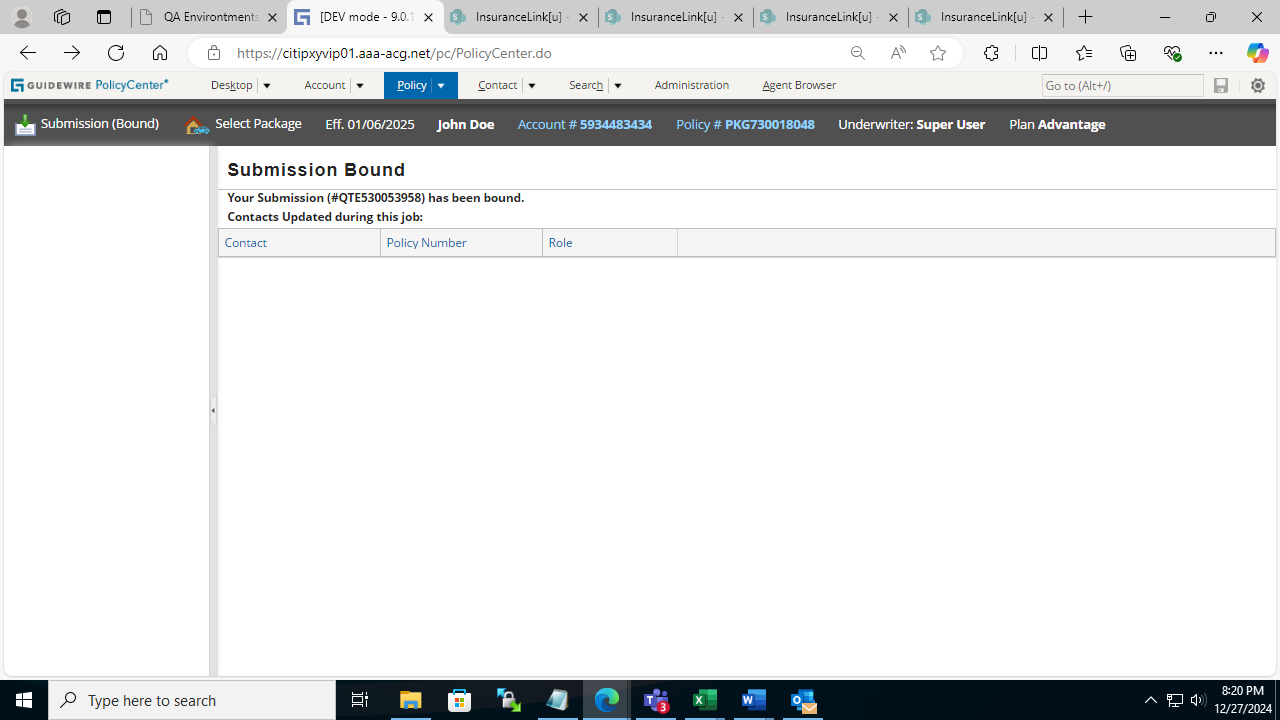 QA Environments
[DEV mode - 9.0.1
InsuranceLink[u] -
InsuranceLink[u] -
InsuranceLink[u] -
InsuranceLink[u] -
https://citipxyvip01.aaa-acg.net/pc/PolicyCenter.do
GUIDEWIRE PolicyCenter®
Desktop
Account
Policy
Contact
Search
Administration
Agent Browser
Go to (Alt+/)
Submission (Bound)
Select Package
Eff. 01/06/2025
John Doe
Account # 5934483434
Policy # PKG730018048
Underwriter: Super User
Plan Advantage
Submission Bound
Your Submission (#QTE530053958) has been bound.
Contacts Updated during this job:
Contact
Policy Number
Role
Type here to search
3
8:20 PM
12/27/2024